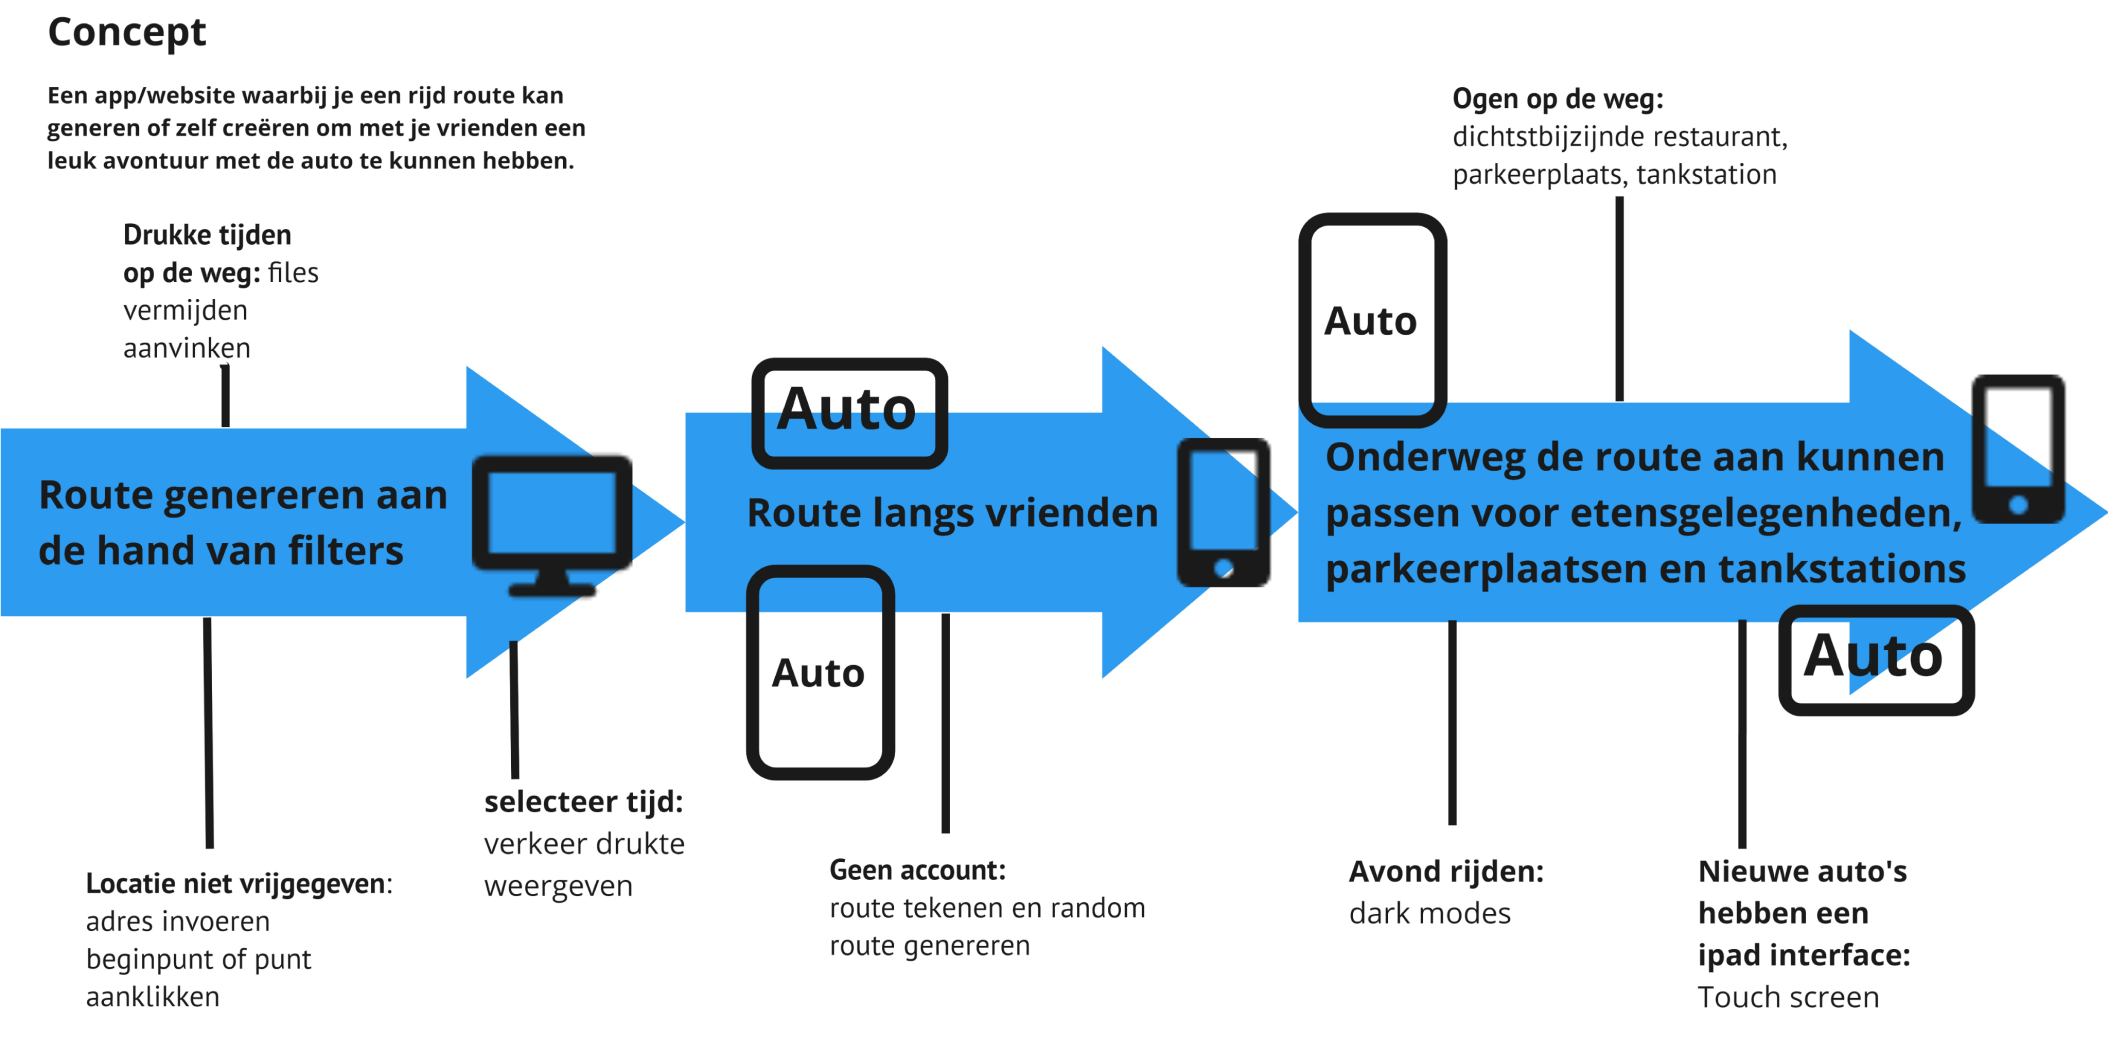 Concept
Een app/website waarbij je een rijd route kan
generen of zelf creëren om met je vrienden een
leuk avontuur met de auto te kunnen hebben.
Drukke tijden
op de weg: files
vermijden
aanvinken
Route genereren aan
de hand van filters
Locatie niet vrijgegeven:
adres invoeren
beginpunt of punt
aanklikken
selecteer tijd:
verkeer drukte
weergeven
Auto
Route langs vrienden
Auto
Geen account:
route tekenen en random
route genereren
Ogen op de weg:
dichtstbijzijnde restaurant,
parkeerplaats, tankstation
Auto
Onderweg de route aan kunnen
passen voor etensgelegenheden,
parkeerplaatsen en tankstations
Auto
Avond rijden:
dark modes
Nieuwe auto's
hebben een
ipad interface:
Touch screen